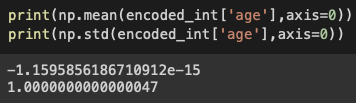 print(np.mean(encoded_int['age'],axis=0))
print(np.std(encoded_int['age'],axis=0))
-1.1595856186710912e-15
1.0000000000000047